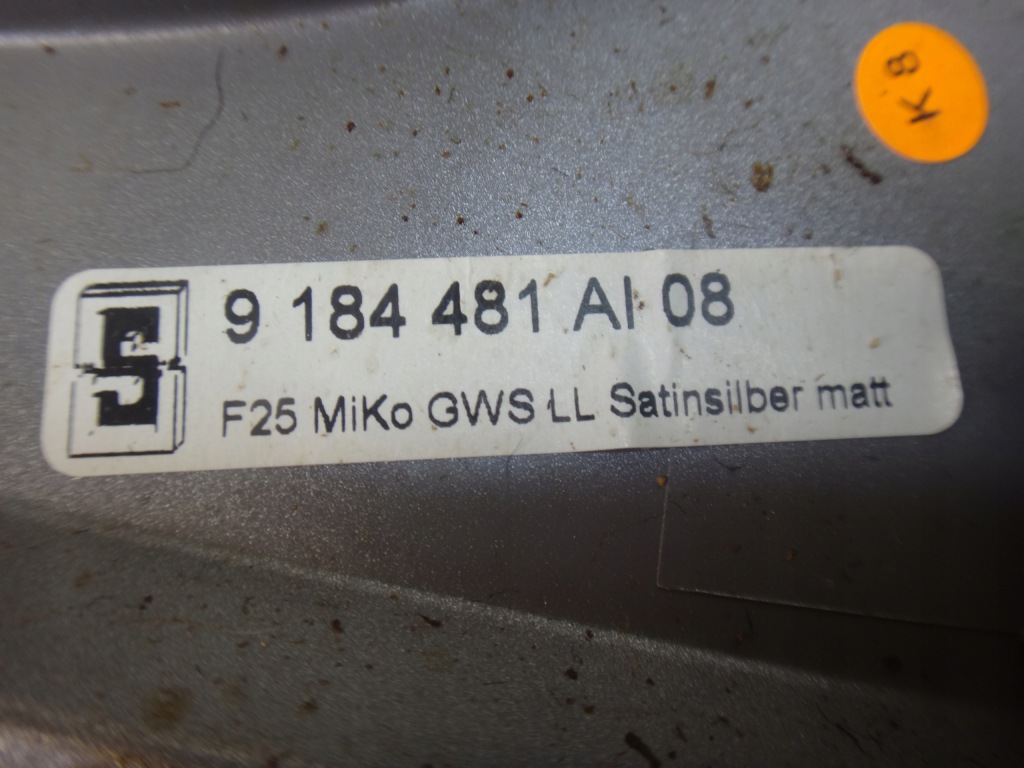 K8
S
9 184 481 AI 08
F25 MiKo GWS LL Satinsilber matt